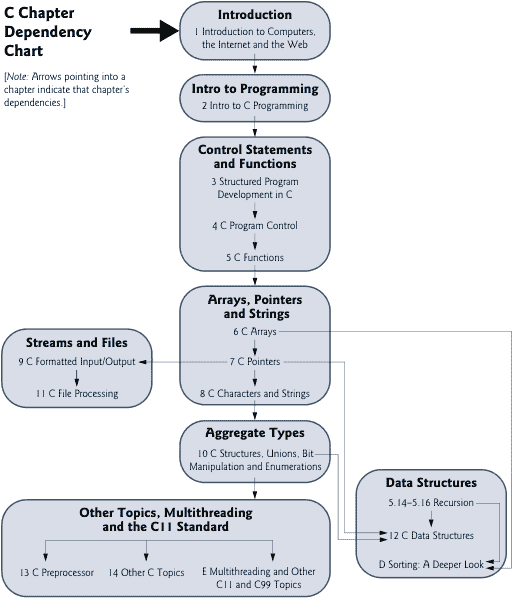 C Chapter
Dependency
Chart
[Note: Arrows pointing into a
chapter indicate that chapter's
dependencies.]
Introduction
1 Introduction to Computers,
the Internet and the Web
Intro to Programming
2 Intro to C Programming
Control Statements
and Functions
3 Structured Program
Development in C
4 C Program Control
5 C Functions
Arrays, Pointers
and Strings
6 C Arrays
7 C Pointers
8 C Characters and Strings
Streams and Files
9 C Formatted Input/Output
11 C File Processing
Aggregate Types
10 C Structures, Unions, Bit
Manipulation and Enumerations
Data Structures
5.14–5.16 Recursion
12 C Data Structures
D Sorting: A Deeper Look
Other Topics, Multithreading
and the C11 Standard
13 C Preprocessor
14 Other C Topics
E Multithreading and Other
C11 and C99 Topics